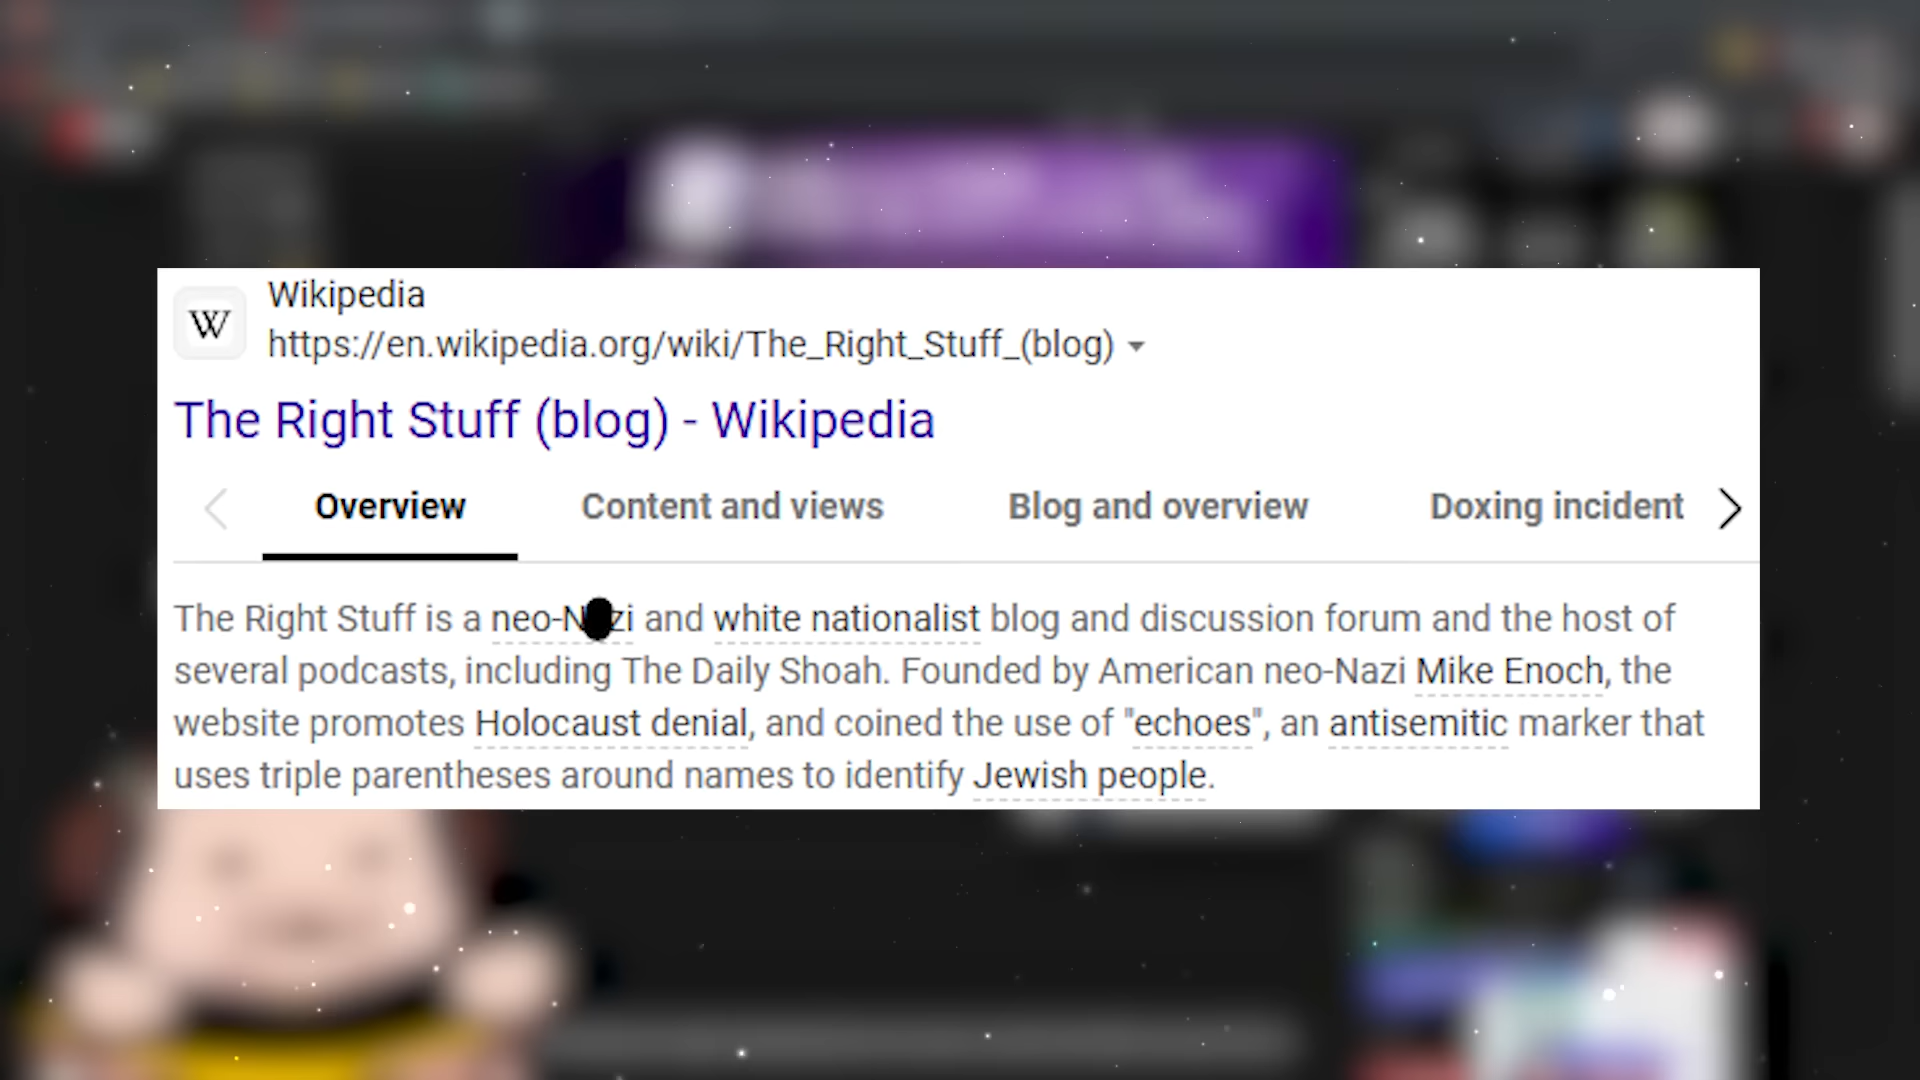 W
Wikipedia
https://en.wikipedia.org/wiki/The_Right_Stuff_(blog)
The Right Stuff (blog) - Wikipedia
Overview Content and views Blog and overview Doxing incident
The Right Stuff is a neo-N zi and white nationalist blog and discussion forum and the host of
several podcasts, including The Daily Shoah. Founded by American neo-Nazi Mike Enoch, the
website promotes Holocaust denial, and coined the use of "echoes", an antisemitic marker that
uses triple parentheses around names to identify Jewish people.